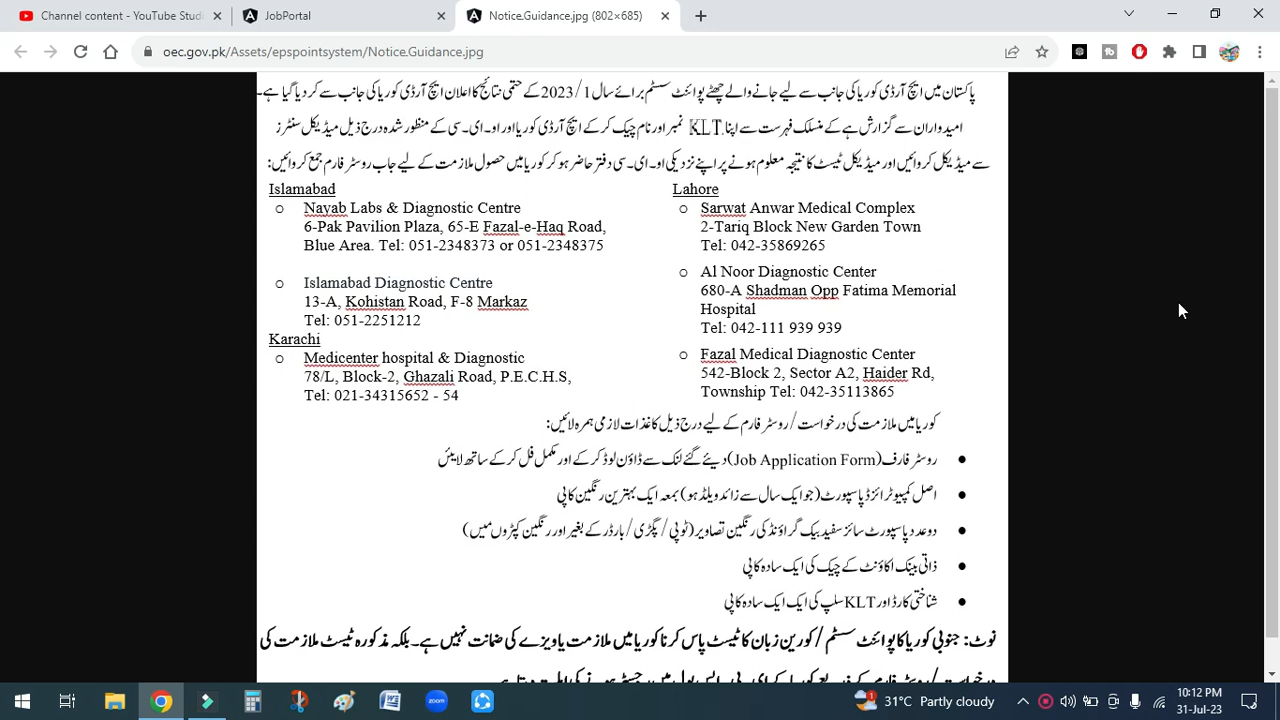 Channel content - YouTube Studi
JobPortal
Notice.Guidance.jpg (802×685)
oec.gov.pk/Assets/epspointsystem/Notice.Guidance.jpg
پاکستان میں ایچ آر ڈی کوریا کی جانب سے لیے جانے والے چھٹے پوائنٹ سسٹم برائے سال 2023/1 کے حتمی نتائج کا اعلان ایچ آر ڈی کوریا کی جانب سے کر دیا گیا ہے۔
امیدواران سے گزارش ہے کے منسلک فہرست سے اپنا KLT نمبر اور نام چیک کر کے ایچ آر ڈی کوریا اور او۔ای۔سی کے منظور شدہ درج ذیل میڈیکل سنٹرز
سے میڈیکل کروائیں اور میڈیکل ٹیسٹ کا نتیجہ معلوم ہونے پر اپنے نزدیکی او۔ای۔سی دفتر حاضر ہو کر کوریا میں حصول ملازمت کے لیے جاب روسٹر فارم جمع کروائیں:
Islamabad
○ Nayab Labs & Diagnostic Centre
6-Pak Pavilion Plaza, 65-E Fazal-e-Haq Road,
Blue Area. Tel: 051-2348373 or 051-2348375
○ Islamabad Diagnostic Centre
13-A, Kohistan Road, F-8 Markaz
Tel: 051-2251212
Karachi
○ Medicenter hospital & Diagnostic
78/L, Block-2, Ghazali Road, P.E.C.H.S,
Tel: 021-34315652 - 54
Lahore
○ Sarwat Anwar Medical Complex
2-Tariq Block New Garden Town
Tel: 042-35869265
○ Al Noor Diagnostic Center
680-A Shadman Opp Fatima Memorial
Hospital
Tel: 042-111 939 939
○ Fazal Medical Diagnostic Center
542-Block 2, Sector A2, Haider Rd,
Township Tel: 042-35113865
کوریا میں ملازمت کی درخواست / روسٹر فارم کے لیے درج ذیل کاغذات لازمی ہمرہ لائیں:
• روسٹر فارف (Job Application Form) دیئے گئے لنک سے ڈاؤن لوڈ کر کے اور مکمل فل کر کے ساتھ لایئں
• اصل کمپیوٹرائزڈ پاسپورٹ (جو ایک سال سے زائد ویلڈ ہو) بمعہ ایک بہترین رنگین کاپی
• دو عدد پاسپورٹ سائز سفید بیک گراؤنڈ کی رنگین تصاویر (ٹوپی / پگڑی / بارڈر کے بغیر اور رنگین کپڑوں میں)
• ذاتی بینک اکاؤنٹ کے چیک کی ایک سادہ کاپی
• شناختی کارڈ اور KLT سلپ کی ایک ایک سادہ کاپی
نوٹ: جنوبی کوریا کا پوائنٹ سسٹم / کورین زبان کا ٹیسٹ پاس کرنا کوریا میں ملازمت یا ویزے کی ضمانت نہیں ہے۔ بلکہ مذکورہ ٹیسٹ ملازمت کی
31°C Partly cloudy
10:12 PM
31-Jul-23
zoom